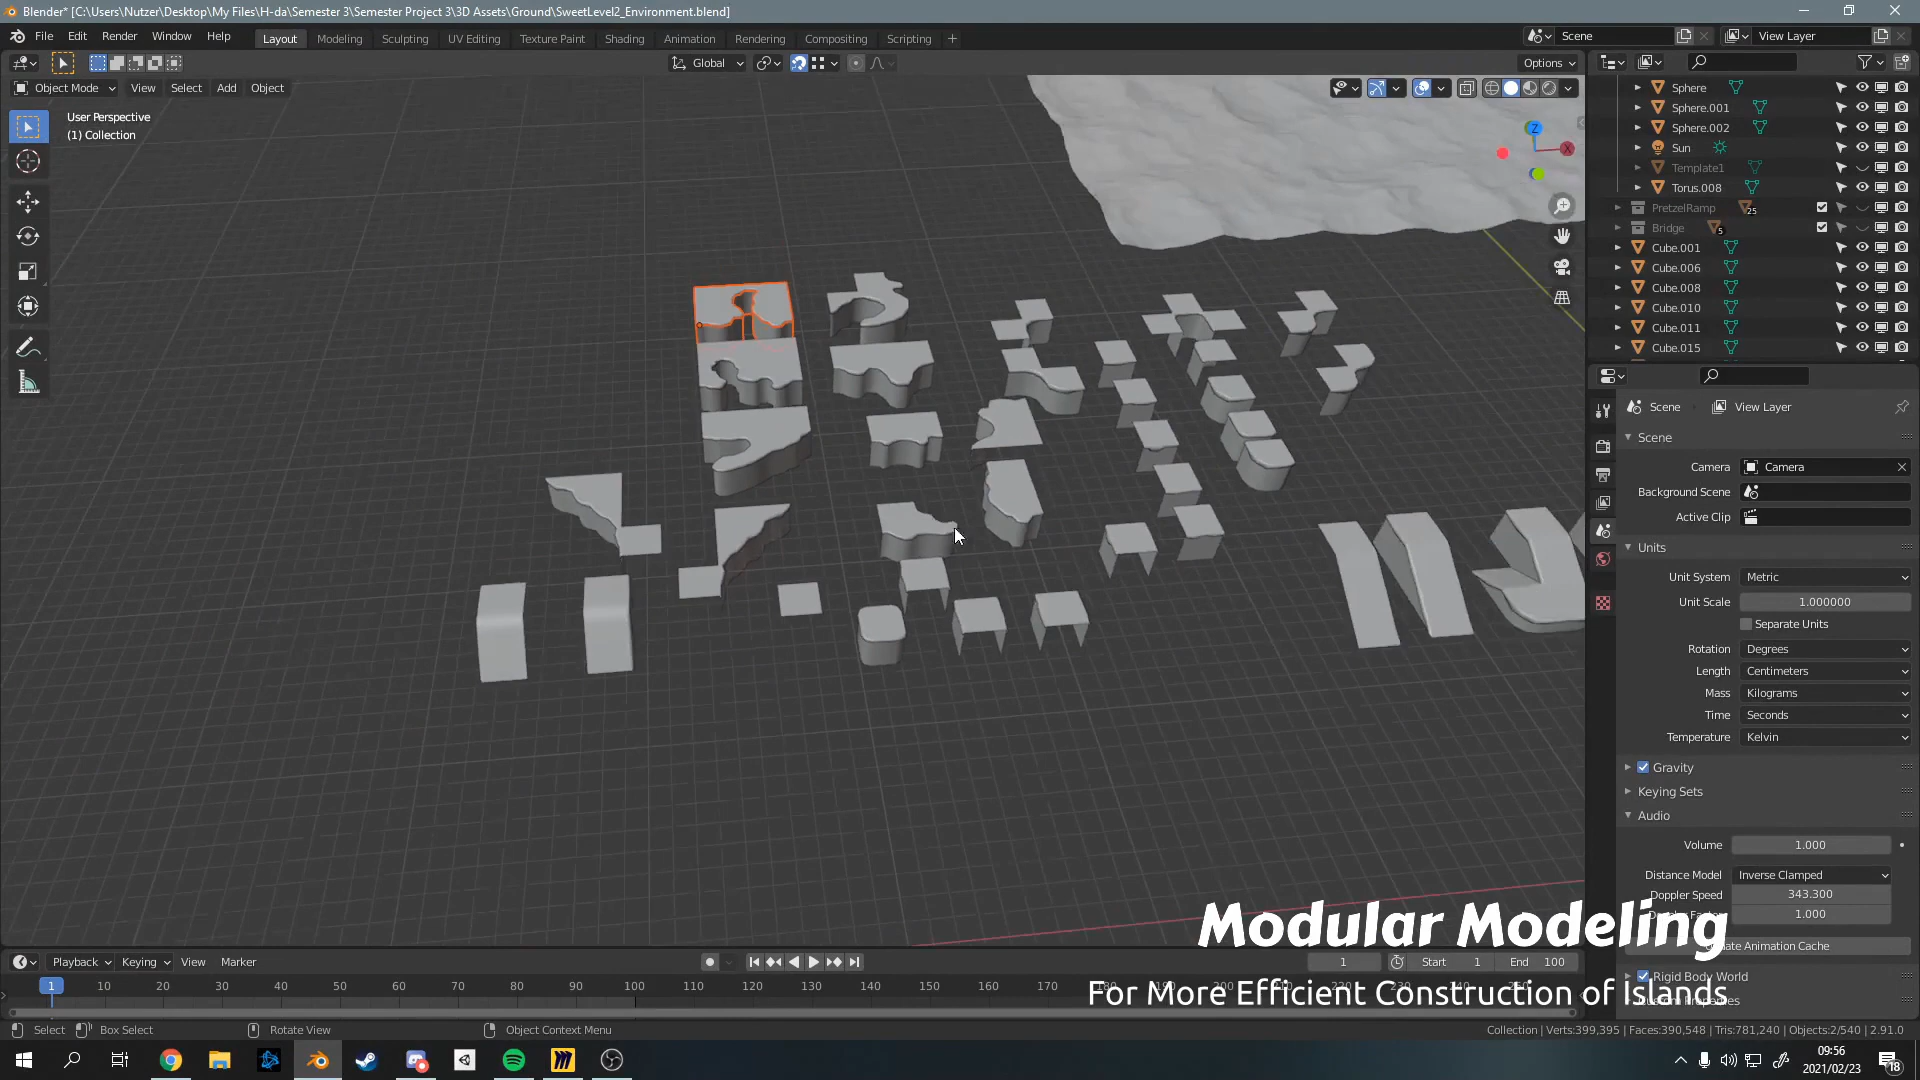 Blender* [C:\Users\Nutzer\Desktop\My Files\H-da\Semester 3\Semester Project 3\3D Assets\Ground\SweetLevel2_Environment.blend]
File Edit Render Window Help Layout Modeling Sculpting UV Editing Texture Paint Shading Animation Rendering Compositing Scripting + Scene View Layer
Global Options
Object Mode View Select Add Object
User Perspective
(1) Collection
Z
X
Sphere
Sphere.001
Sphere.002
Sun
Template1
Torus.008
PretzelRamp 25
Bridge 5
Cube.001
Cube.006
Cube.008
Cube.010
Cube.011
Cube.015
Scene View Layer
Scene
Camera Camera
Background Scene
Active Clip
Units
Unit System Metric
Unit Scale 1.000000
Separate Units
Rotation Degrees
Length Centimeters
Mass Kilograms
Time Seconds
Temperature Kelvin
Gravity
Keying Sets
Audio
Volume 1.000
Distance Model Inverse Clamped
Doppler Speed 343.300
1.000
Modular Modeling
Animation Cache
Rigid Body World
For More Efficient Construction of Islands
Playback Keying View Marker 1 Start 1 End 100
1 10 20 30 40 50 60 70 80 90 100 110 120 130 140 150 160 170 180
Select Box Select Rotate View Object Context Menu Collection | Verts:399,395 | Faces:390,548 | Tris:781,240 | Objects:2/540 | 2.91.0
09:56
2021/02/23
18